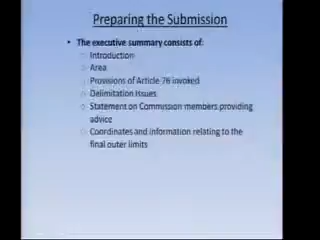 Preparing the Submission
• The executive summary consists of:
○ Introduction
○ Area
○ Provisions of Article 76 invoked
○ Delimitation Issues
○ Statement on Commission members providing
advice
○ Coordinates and information relating to the
final outer limits